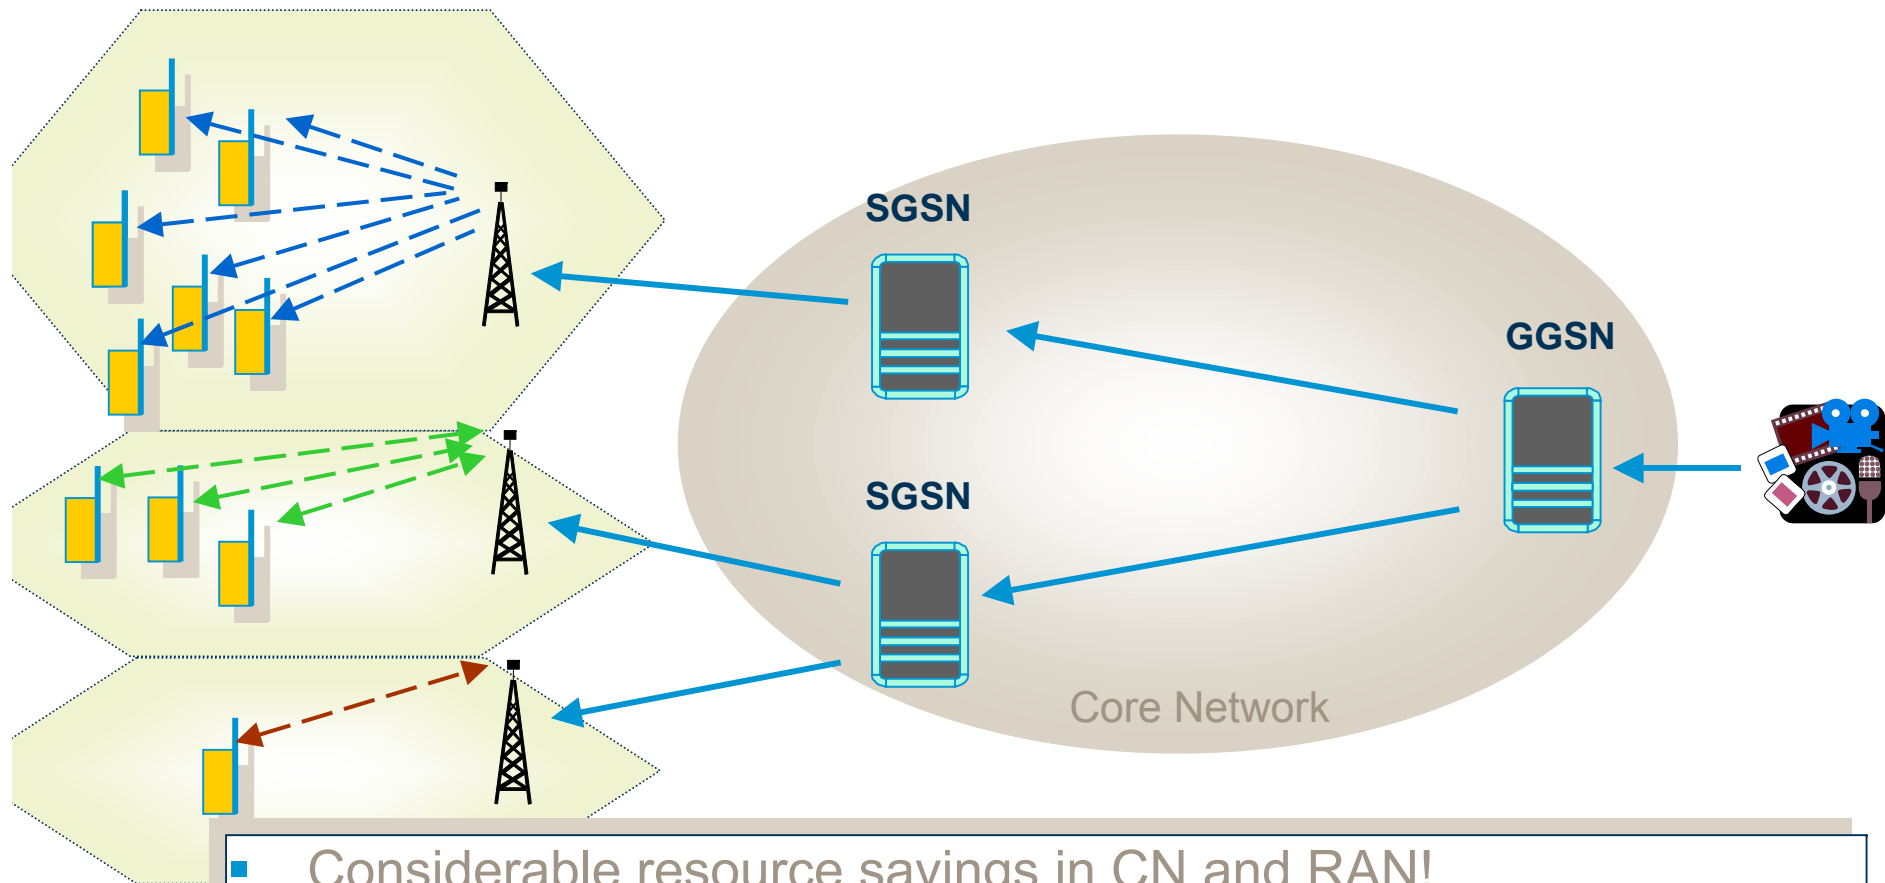 SGSN
GGSN
SGSN
Core Network
Considerable resource savings in CN and RAN!